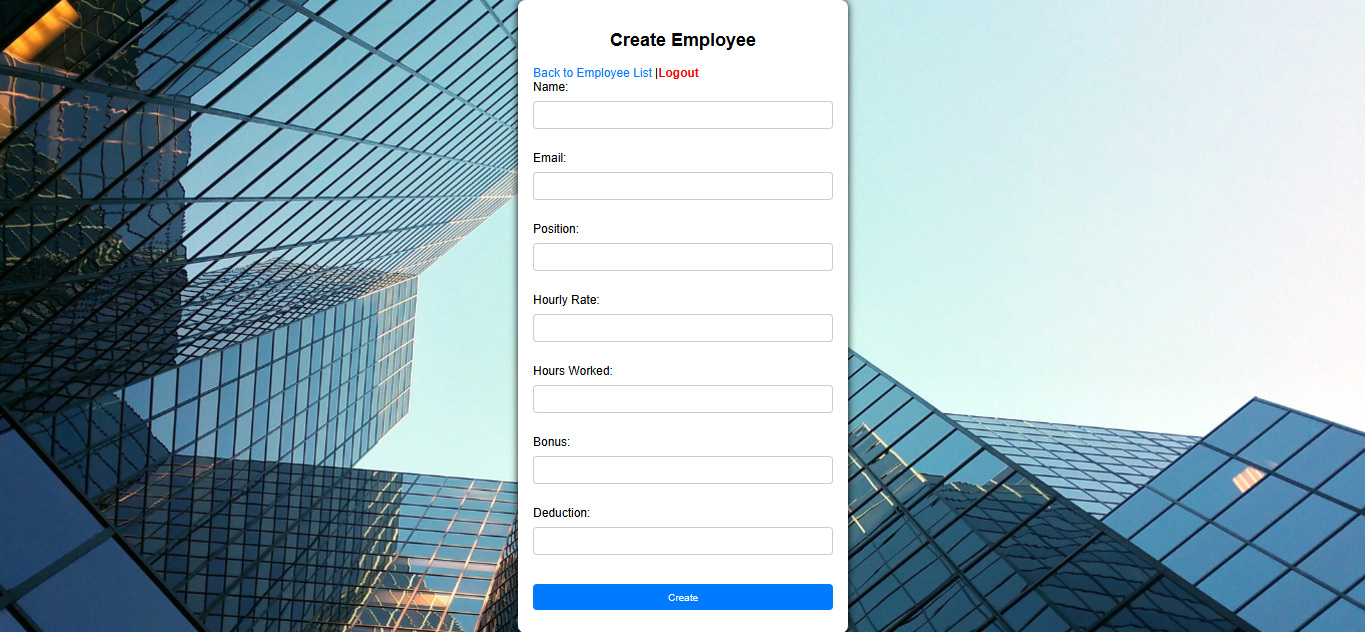 Create Employee
Back to Employee List |Logout
Name:
Email:
Position:
Hourly Rate:
Hours Worked:
Bonus:
Deduction:
Create